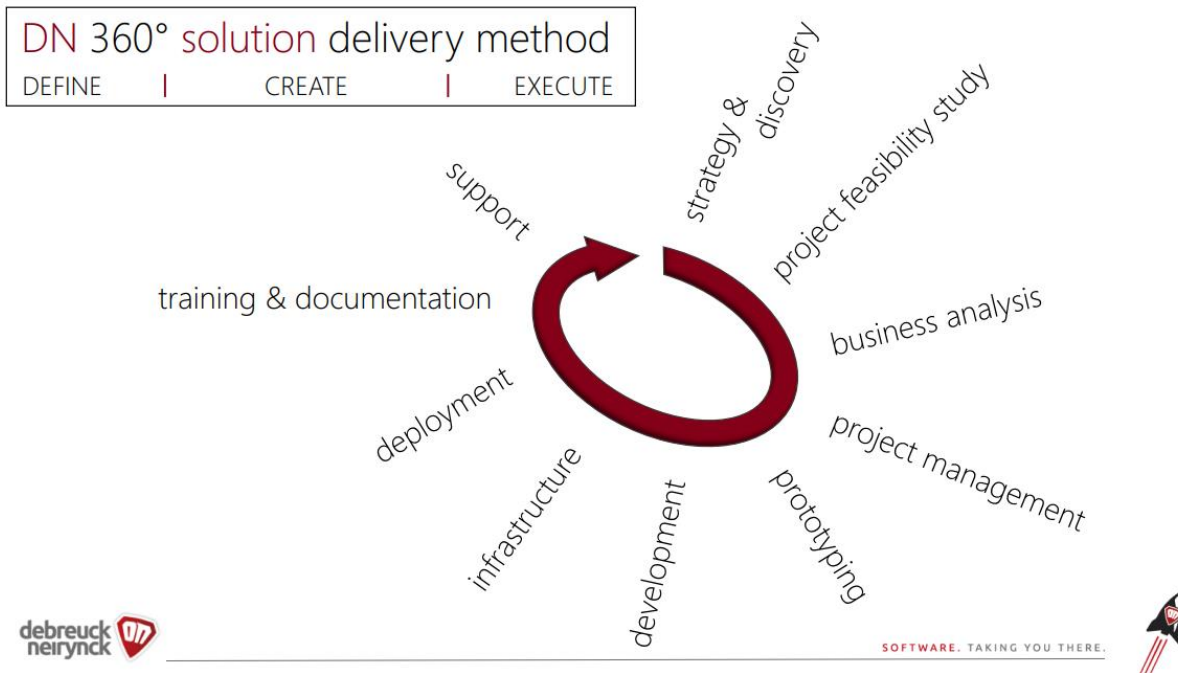 DN 360° solution delivery method
DEFINE | CREATE | EXECUTE
strategy &
discovery
project feasibility study
business analysis
project management
prototyping
development
infrastructure
deployment
training & documentation
support
debreuck
neirynck
DN
SOFTWARE. TAKING YOU THERE.